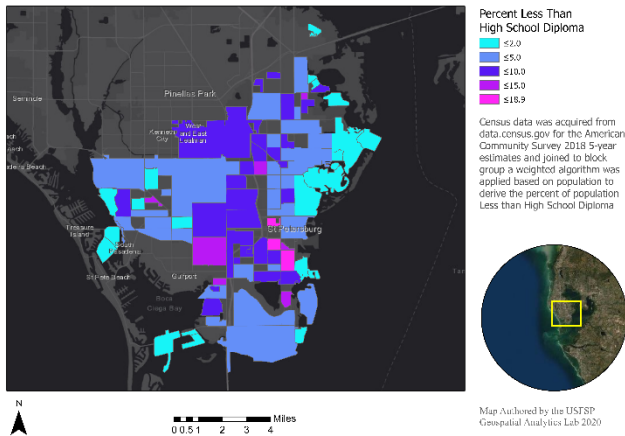 Percent Less Than
High School Diploma
≤2.0
≤5.0
≤10.0
≤15.0
≤18.9
Census data was acquired from
data.census.gov for the American
Community Survey 2018 5-year
estimates and joined to block
group a weighted algorithm was
applied based on population to
derive the percent of population
Less than High School Diploma
Pinellas Park
Seminole
Kenneth
City
West
and East
Lealman
each
Beach
Treasure
Island
South
Pasadena
St Petersburg
St Pete Beach
Gulfport
Boca
Ciega Bay
Tam
N
0 0.5 1 2 3 4 Miles
Map Authored by the USFSP
Geospatial Analytics Lab 2020